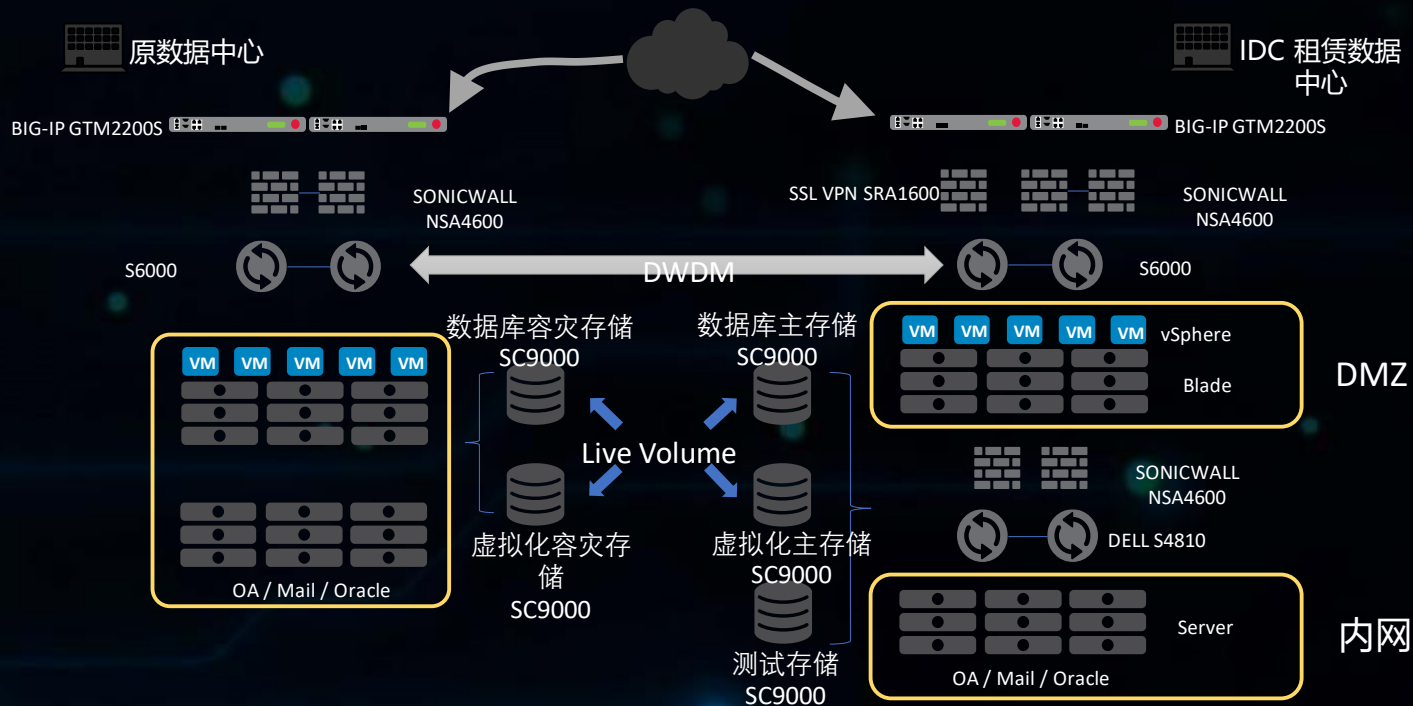 原数据中心
IDC 租赁数据
中心
BIG-IP GTM2200S
BIG-IP GTM2200S
SONICWALL
NSA4600
SSL VPN SRA1600
SONICWALL
NSA4600
S6000
DWDM
S6000
VM VM VM VM VM
OA / Mail / Oracle
数据库容灾存储
SC9000
数据库主存储
SC9000
Live Volume
虚拟化容灾存
储
SC9000
虚拟化主存储
SC9000
测试存储
SC9000
VM VM VM VM VM
vSphere
Blade
DMZ
SONICWALL
NSA4600
DELL S4810
Server
OA / Mail / Oracle
内网